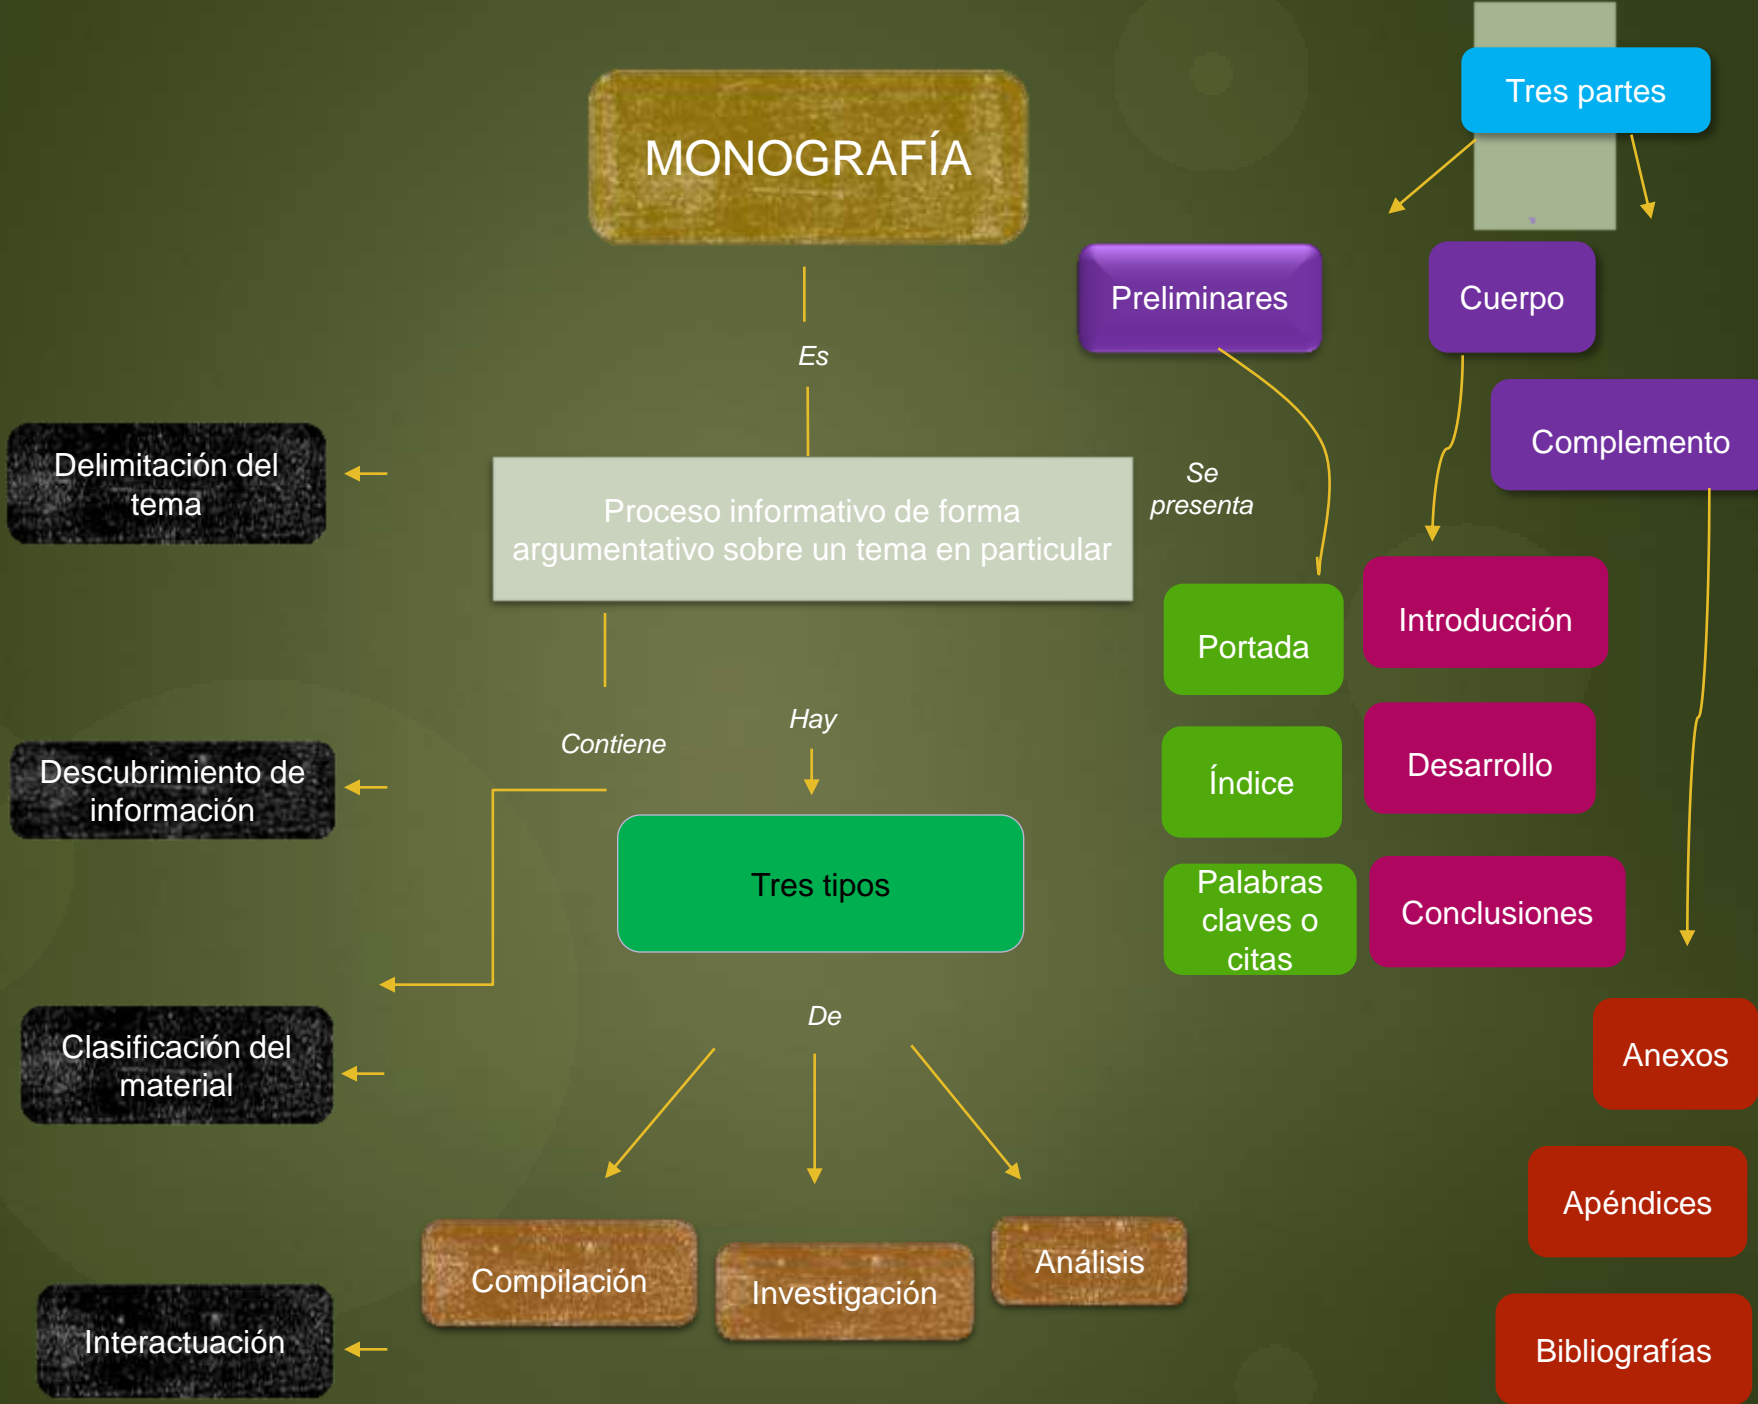 MONOGRAFÍA
Es
Proceso informativo de forma
argumentativo sobre un tema en particular
Contiene
Delimitación del
tema
Descubrimiento de
información
Clasificación del
material
Interactuación
Hay
Tres tipos
De
Compilación
Investigación
Análisis
Se
presenta
Tres partes
Preliminares
Cuerpo
Complemento
Portada
Índice
Palabras
claves o
citas
Introducción
Desarrollo
Conclusiones
Anexos
Apéndices
Bibliografías